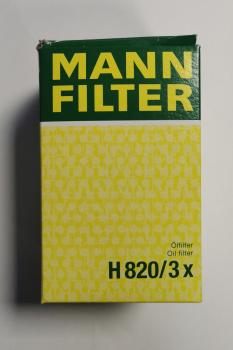 MANN
FILTER
Ölfilter
Oil filter
H 820/3 x